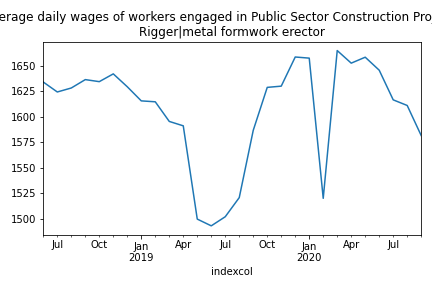 erage daily wages of workers engaged in Public Sector Construction Proj
Rigger|metal formwork erector
1650
1625
1600
1575
1550
1525
1500
Jul Oct Jan Apr Jul Oct Jan Apr Jul
2019 2020
indexcol